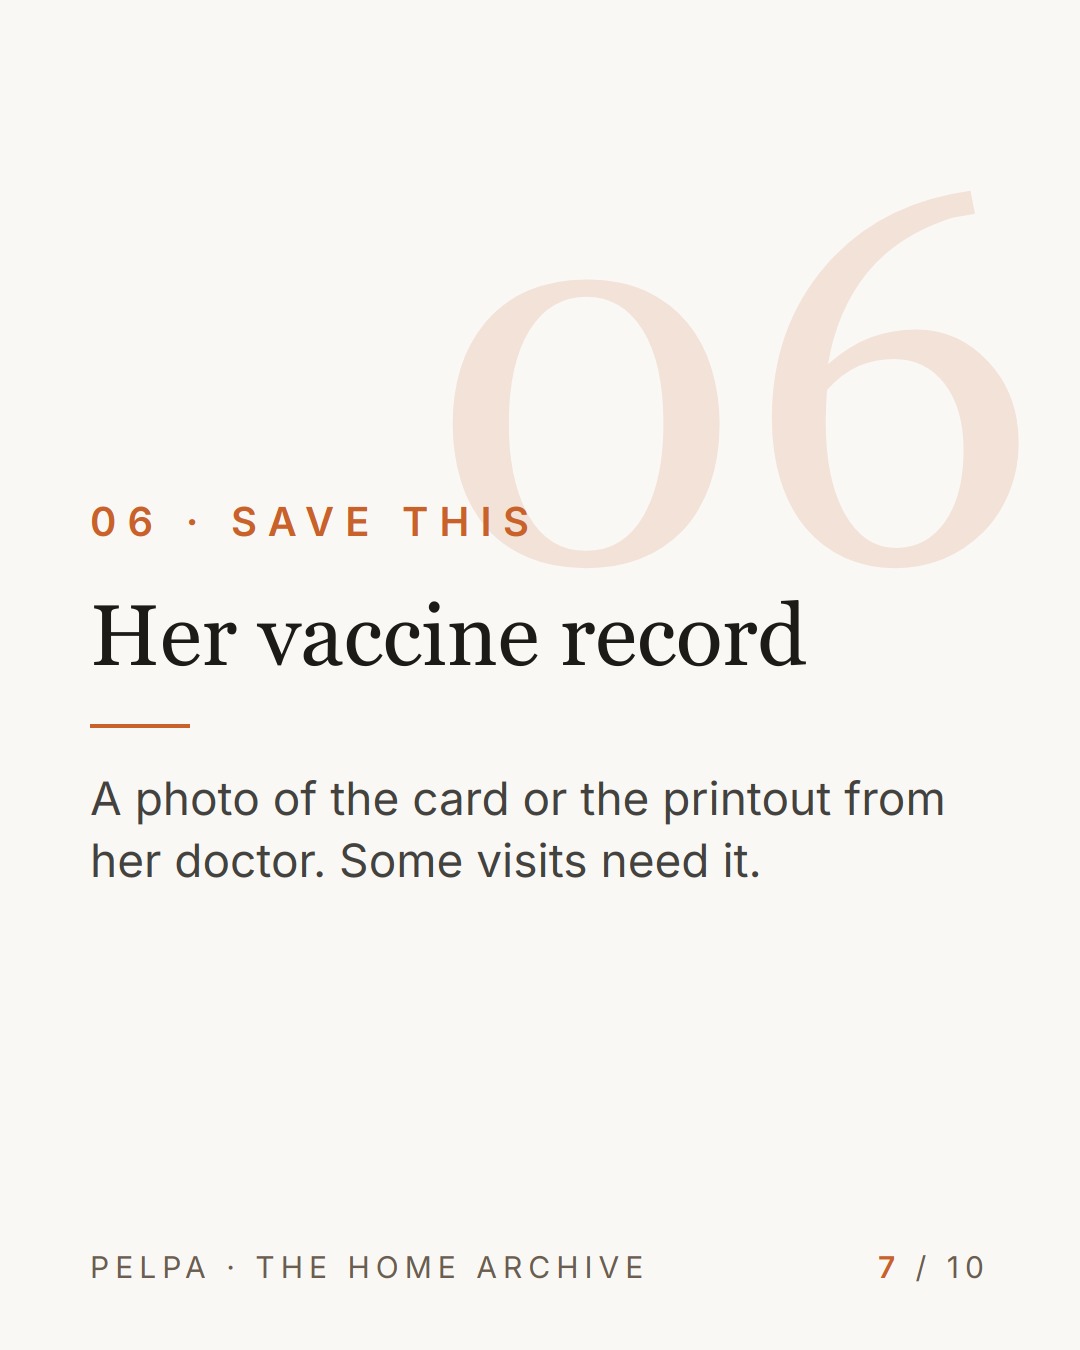 06
06 · SAVE THIS
Her vaccine record
A photo of the card or the printout from
her doctor. Some visits need it.
PELPA · THE HOME ARCHIVE
7 / 10